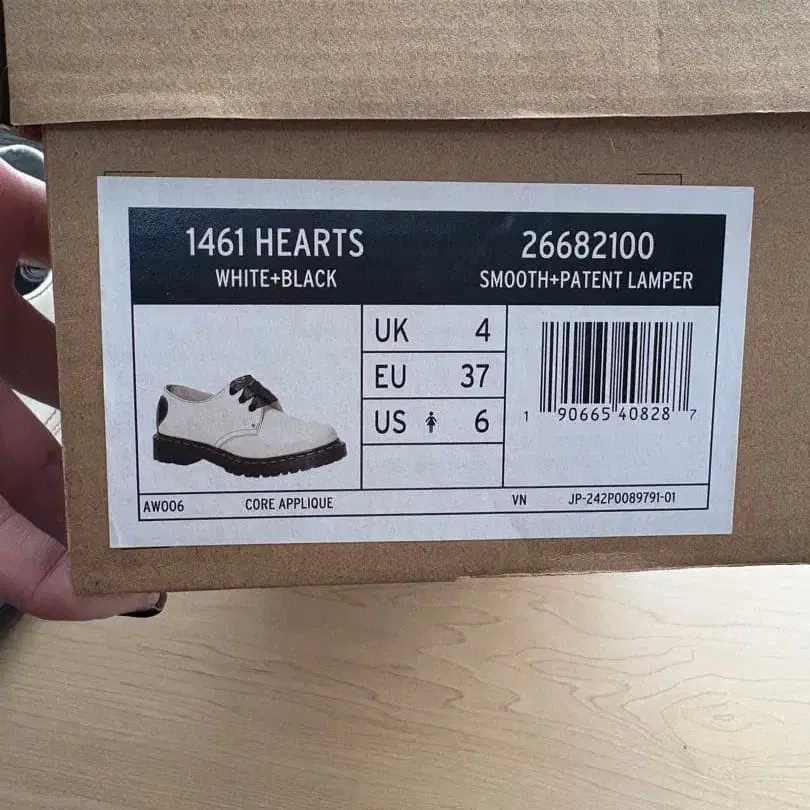 1461 HEARTS
WHITE+BLACK
26682100
SMOOTH+PATENT LAMPER
UK 4
EU 37
US 6
1 90665 40828 7
AW006 CORE APPLIQUE VN JP-242P0089791-01